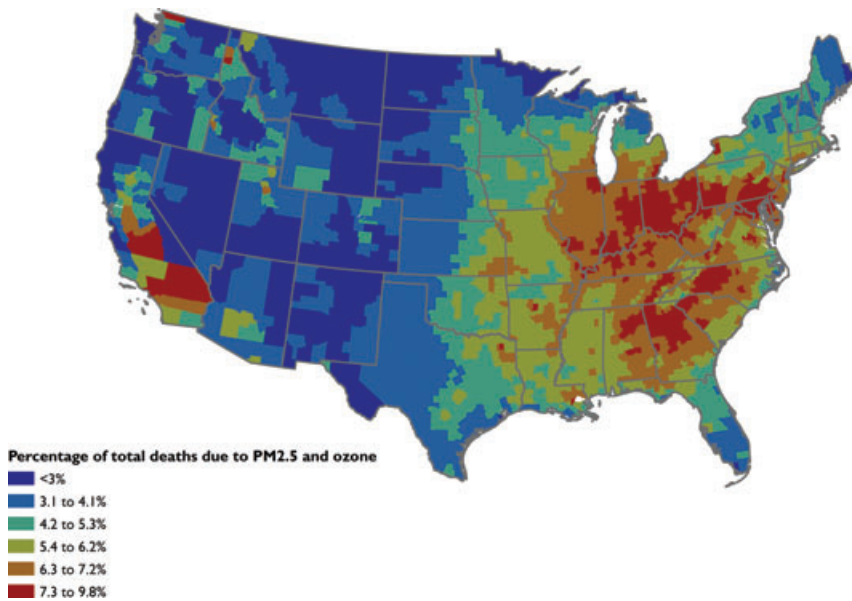 Percentage of total deaths due to PM2.5 and ozone
<3%
3.1 to 4.1%
4.2 to 5.3%
5.4 to 6.2%
6.3 to 7.2%
7.3 to 9.8%